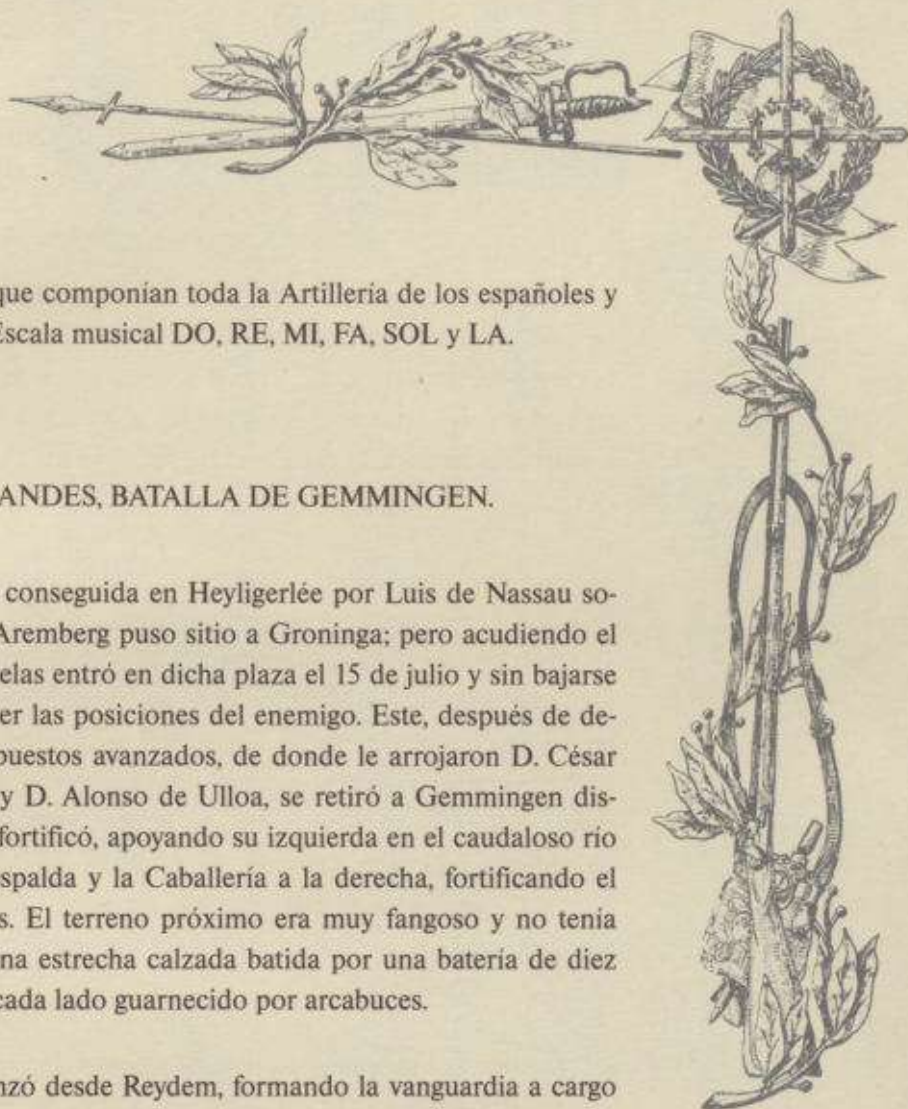 que componían toda la Artillería de los españoles y
Escala musical DO, RE, MI, FA, SOL y LA.
ANDES, BATALLA DE GEMMINGEN.
conseguida en Heyligerlée por Luis de Nassau so-
Aremberg puso sitio a Groninga; pero acudiendo el
elas entró en dicha plaza el 15 de julio y sin bajarse
er las posiciones del enemigo. Este, después de de-
puestos avanzados, de donde le arrojaron D. César
y D. Alonso de Ulloa, se retiró a Gemmingen dis-
fortificó, apoyando su izquierda en el caudaloso río
spalda y la Caballería a la derecha, fortificando el
s. El terreno próximo era muy fangoso y no tenía
na estrecha calzada batida por una batería de diez
cada lado guarnecido por arcabuces.
nzó desde Reydem, formando la vanguardia a cargo